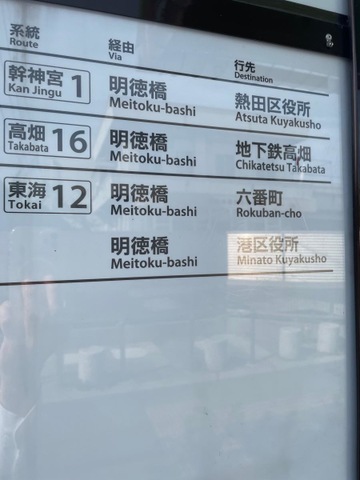 系統 経由 行先
Route Via Destination
幹神宮 1 明徳橋 熱田区役所
Kan Jingu Meitoku-bashi Atsuta Kuyakusho
高畑 16 明徳橋 地下鉄高畑
Takabata Meitoku-bashi Chikatetsu Takabata
東海 12 明徳橋 六番町
Tokai Meitoku-bashi Rokuban-cho
明徳橋 港区役所
Meitoku-bashi Minato Kuyakusho